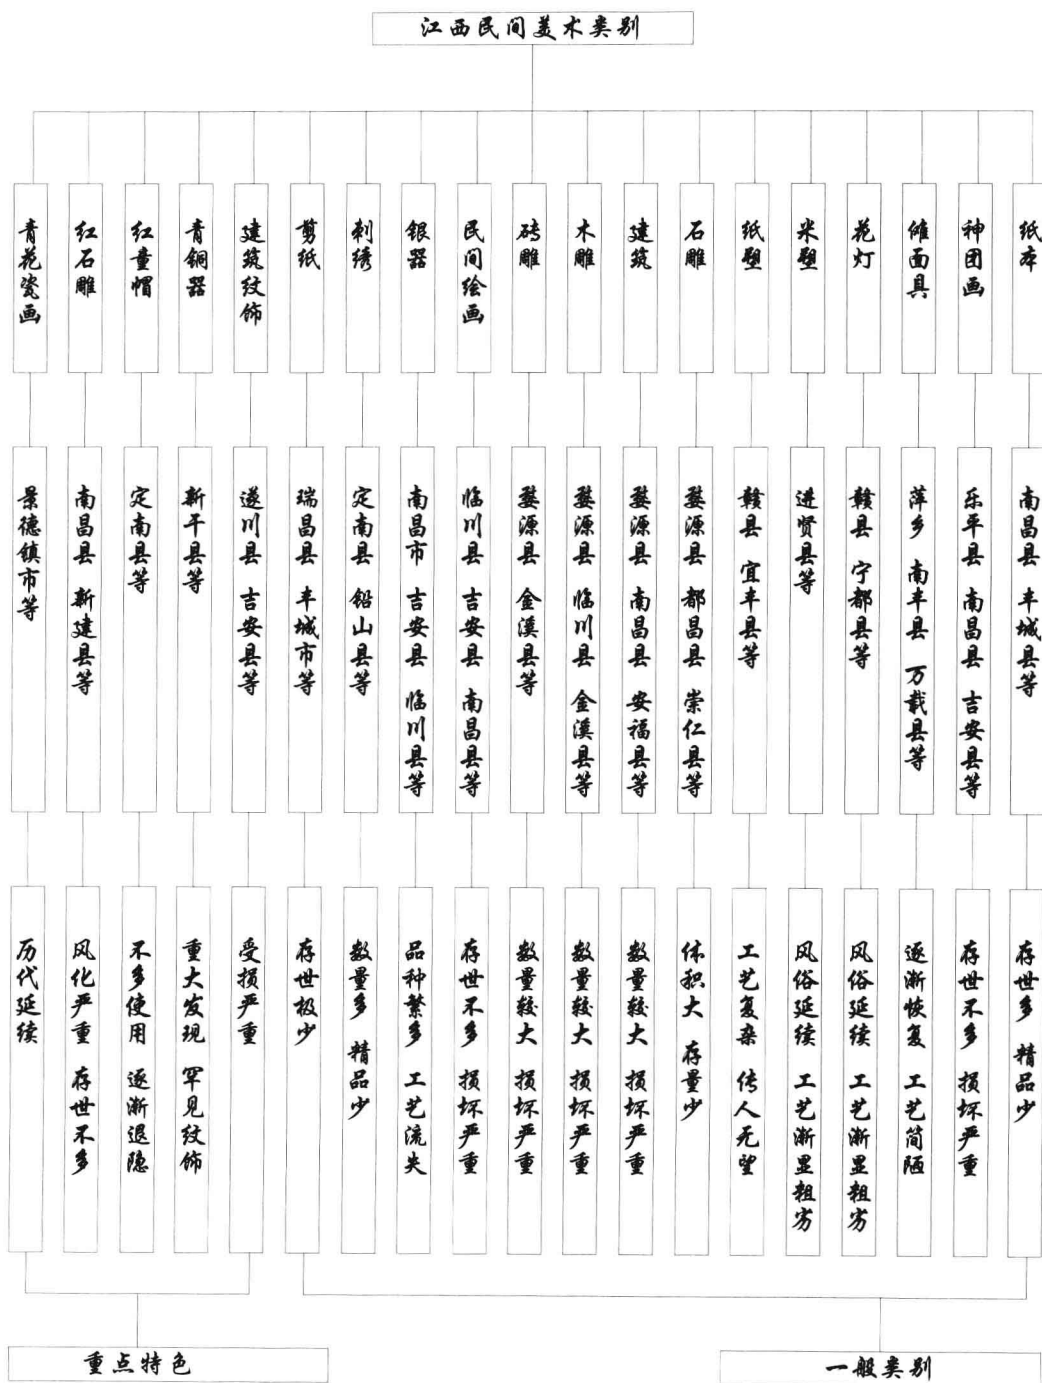 江西民间美术类别
青花瓷画
红石雕
红童帽
青铜器
建筑纹饰
剪纸
刺绣
银器
民间绘画
砖雕
木雕
建筑
石雕
纸塑
米塑
花灯
傩面具
神团画
纸本
景德镇市等
南昌县 新建县等
定南县等
新干县等
遂川县 吉安县等
瑞昌县 丰城市等
定南县 铅山县等
南昌市 吉安县 临川县等
临川县 吉安县 南昌县等
婺源县 金溪县等
婺源县 临川县 金溪县等
婺源县 南昌县 安福县等
婺源县 都昌县 崇仁县等
赣县 宜丰县等
进贤县等
赣县 宁都县等
萍乡 南丰县 万载县等
乐平县 南昌县 吉安县等
南昌县 丰城县等
历代延续
风化严重 存世不多
不多使用 逐渐退隐
重大发现 罕见纹饰
受损严重
存世极少
数量多 精品少
品种繁多 工艺流失
存世不多 损坏严重
数量较大 损坏严重
数量较大 损坏严重
数量较大 损坏严重
体积大 存量少
工艺复杂 传人无望
风俗延续 工艺渐显粗劣
风俗延续 工艺渐显粗劣
逐渐恢复 工艺简陋
存世不多 损坏严重
存世多 精品少
重点特色
一般类别